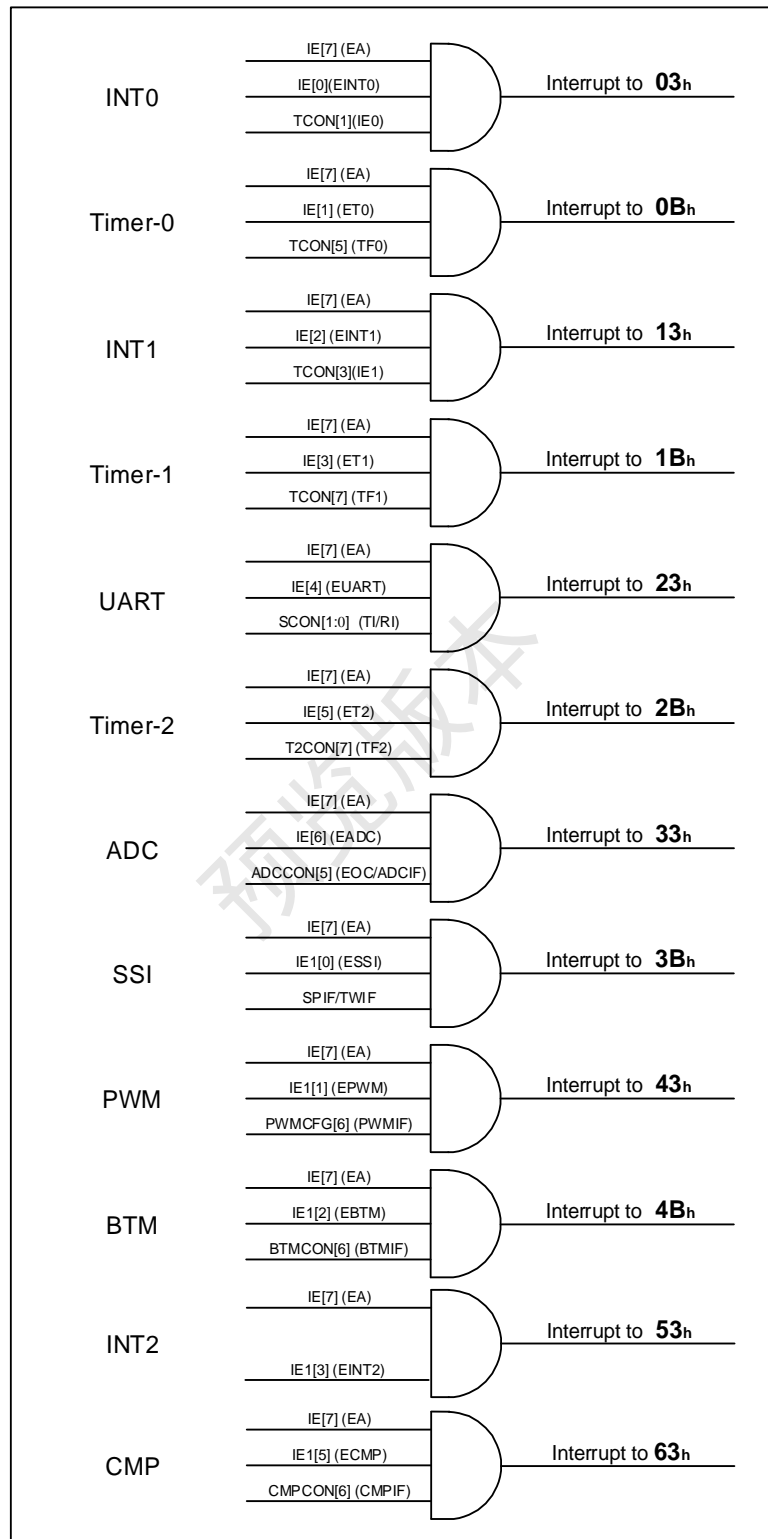 IE[7] (EA)
INT0
IE[0](EINT0)
Interrupt to 03h
TCON[1](IE0)
IE[7] (EA)
Timer-0
IE[1] (ET0)
Interrupt to 0Bh
TCON[5] (TF0)
IE[7] (EA)
INT1
IE[2] (EINT1)
Interrupt to 13h
TCON[3](IE1)
IE[7] (EA)
Timer-1
IE[3] (ET1)
Interrupt to 1Bh
TCON[7] (TF1)
IE[7] (EA)
UART
IE[4] (EUART)
Interrupt to 23h
SCON[1:0] (TI/RI)
IE[7] (EA)
Timer-2
IE[5] (ET2)
Interrupt to 2Bh
T2CON[7] (TF2)
IE[7] (EA)
ADC
IE[6] (EADC)
Interrupt to 33h
ADCCON[5] (EOC/ADCIF)
IE[7] (EA)
SSI
IE1[0] (ESSI)
Interrupt to 3Bh
SPIF/TWIF
IE[7] (EA)
PWM
IE1[1] (EPWM)
Interrupt to 43h
PWMCFG[6] (PWMIF)
IE[7] (EA)
BTM
IE1[2] (EBTM)
Interrupt to 4Bh
BTMCON[6] (BTMIF)
IE[7] (EA)
INT2
Interrupt to 53h
IE1[3] (EINT2)
IE[7] (EA)
CMP
IE1[5] (ECMP)
Interrupt to 63h
CMPCON[6] (CMPIF)
预览版本